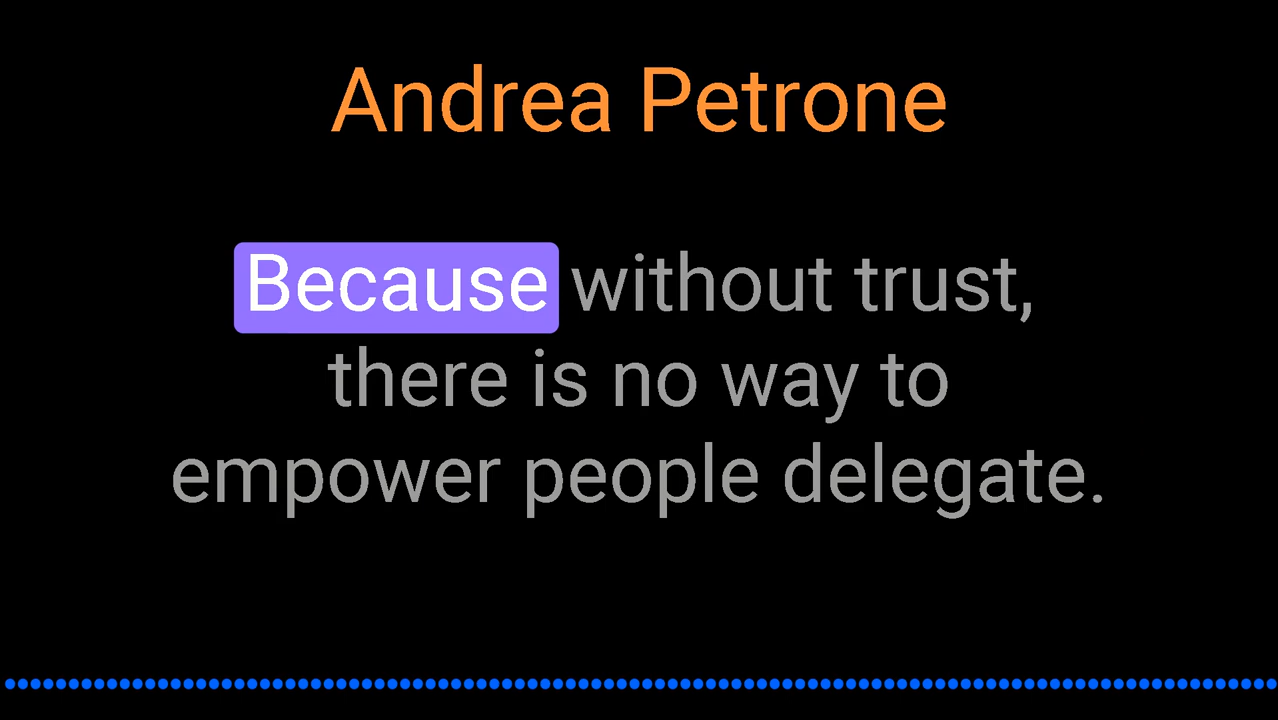 Andrea Petrone
Because without trust,
there is no way to
empower people delegate.